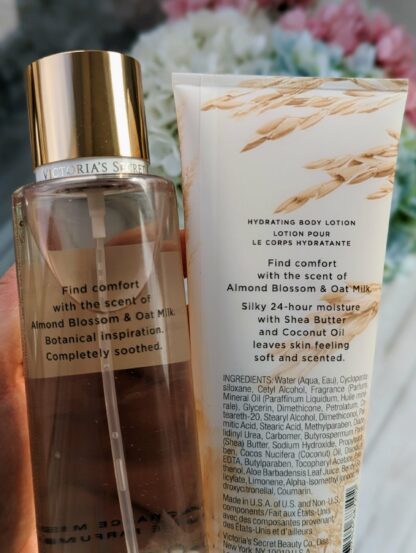 VICTORIA'S SECRET
Find comfort
with the scent of
Almond Blossom & Oat Milk.
Botanical inspiration.
Completely soothed.
HYDRATING BODY LOTION
LOTION POUR
LE CORPS HYDRATANTE
Find comfort
with the scent of
Almond Blossom & Oat Milk.
Silky 24-hour moisture
with Shea Butter
and Coconut Oil
leaves skin feeling
soft and scented.
INGREDIENTS: Water (Aqua, Eau), Cyclopenta-
siloxane, Cetyl Alcohol, Fragrance (Parfum),
Mineral Oil (Paraffinum Liquidum, Huile miné-
rale), Glycerin, Dimethicone, Petrolatum,
teareth-20, Stearyl Alcohol, Dimethiconol, Pal-
mitic Acid, Stearic Acid, Methylparaben,
lidinyl Urea, Carbomer, Butyrospermum
(Shea) Butter, Sodium Hydroxide,
Cocos Nucifera (Coconut) Oil,
EDTA, Butylparaben, Tocopheryl Acetate,
Aloe Barbadensis Leaf Juice,
Limonene, Alpha-Isomethyl Ionone,
droxycitronellal, Coumarin.
Made in U.S.A. of U.S. and Non-U.S.
components/Fait aux États-Unis
avec des composantes provenant
des États-Unis et d'ailleurs.
Victoria's Secret Beauty Co., Dist.
New York, NY